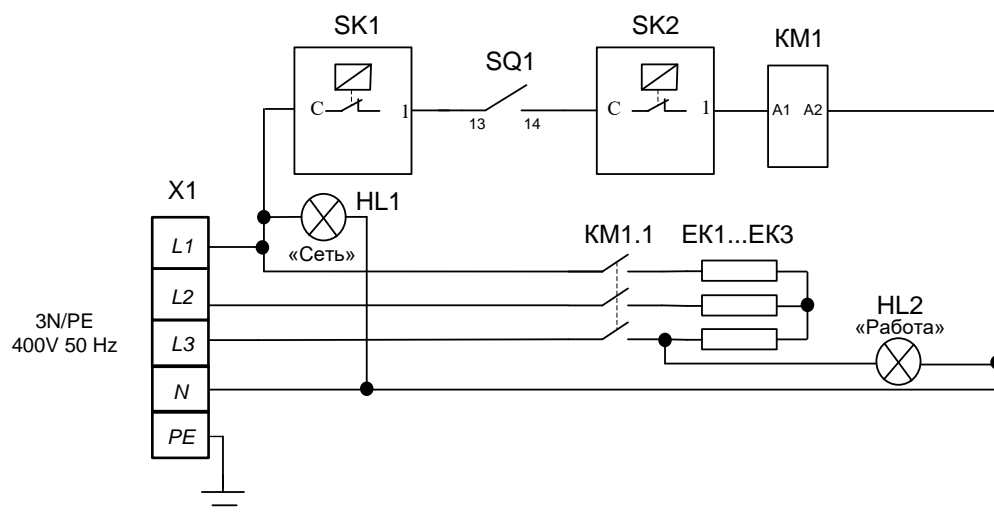 SK1
SQ1
SK2
KM1
C
1
13
14
C
1
A1
A2
X1
HL1
«Сеть»
L1
L2
L3
N
PE
3N/PE
400V 50 Hz
KM1.1
EK1...EK3
HL2
«Работа»